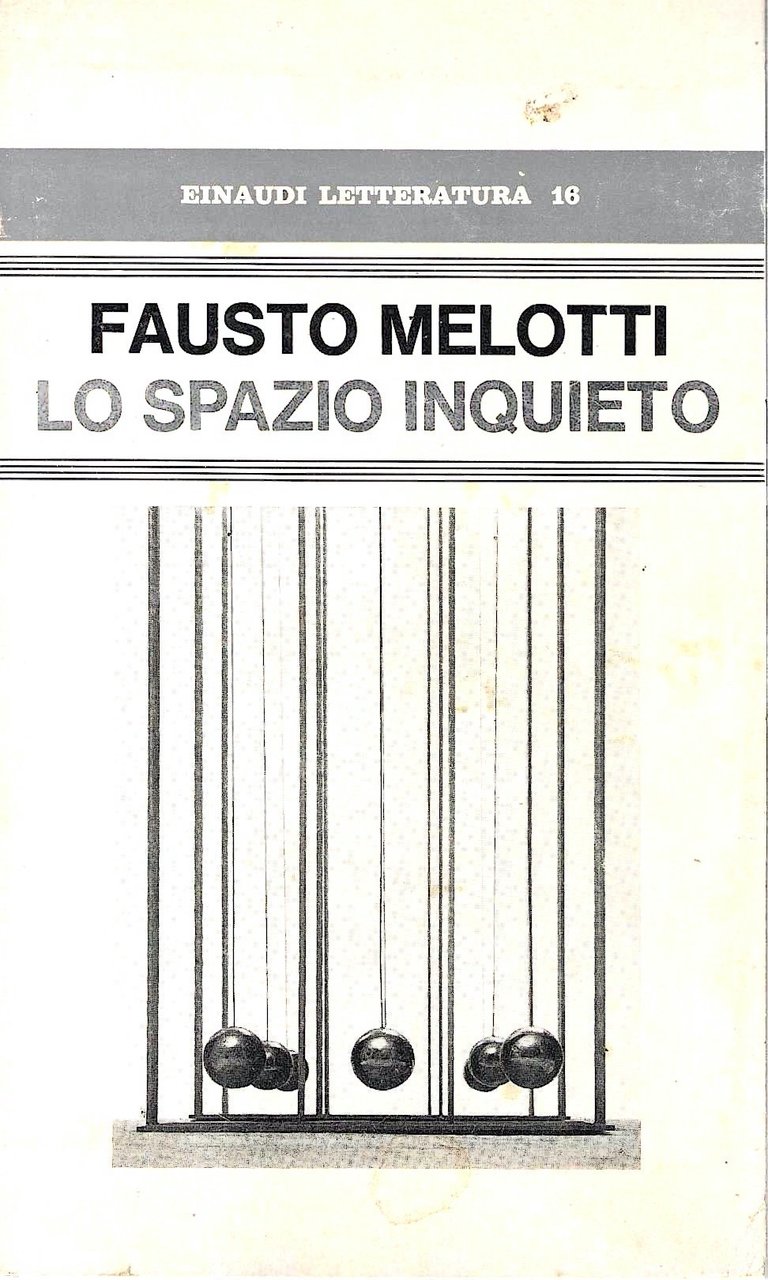 EINAUDI LETTERATURA 16
FAUSTO MELOTTI
LO SPAZIO INQUIETO